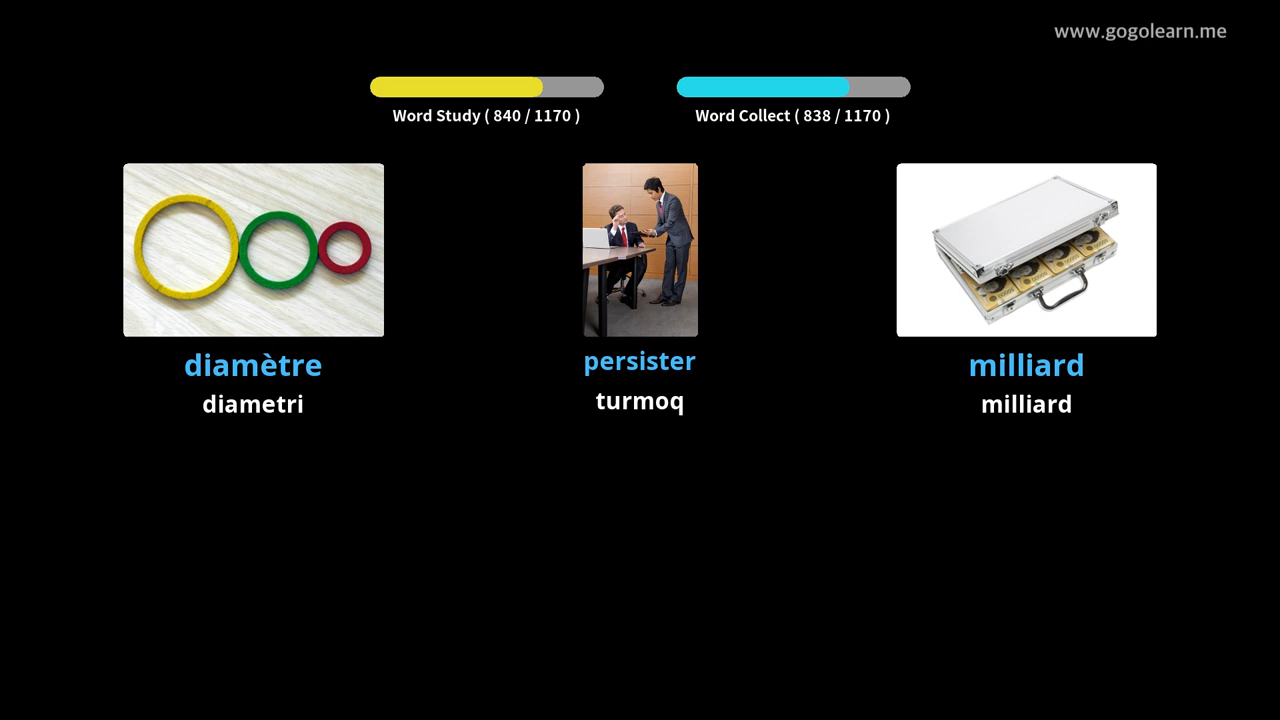 www.gogolearn.me
Word Study ( 840 / 1170 )
Word Collect ( 838 / 1170 )
diamètre
persister
milliard
diametri
turmoq
milliard